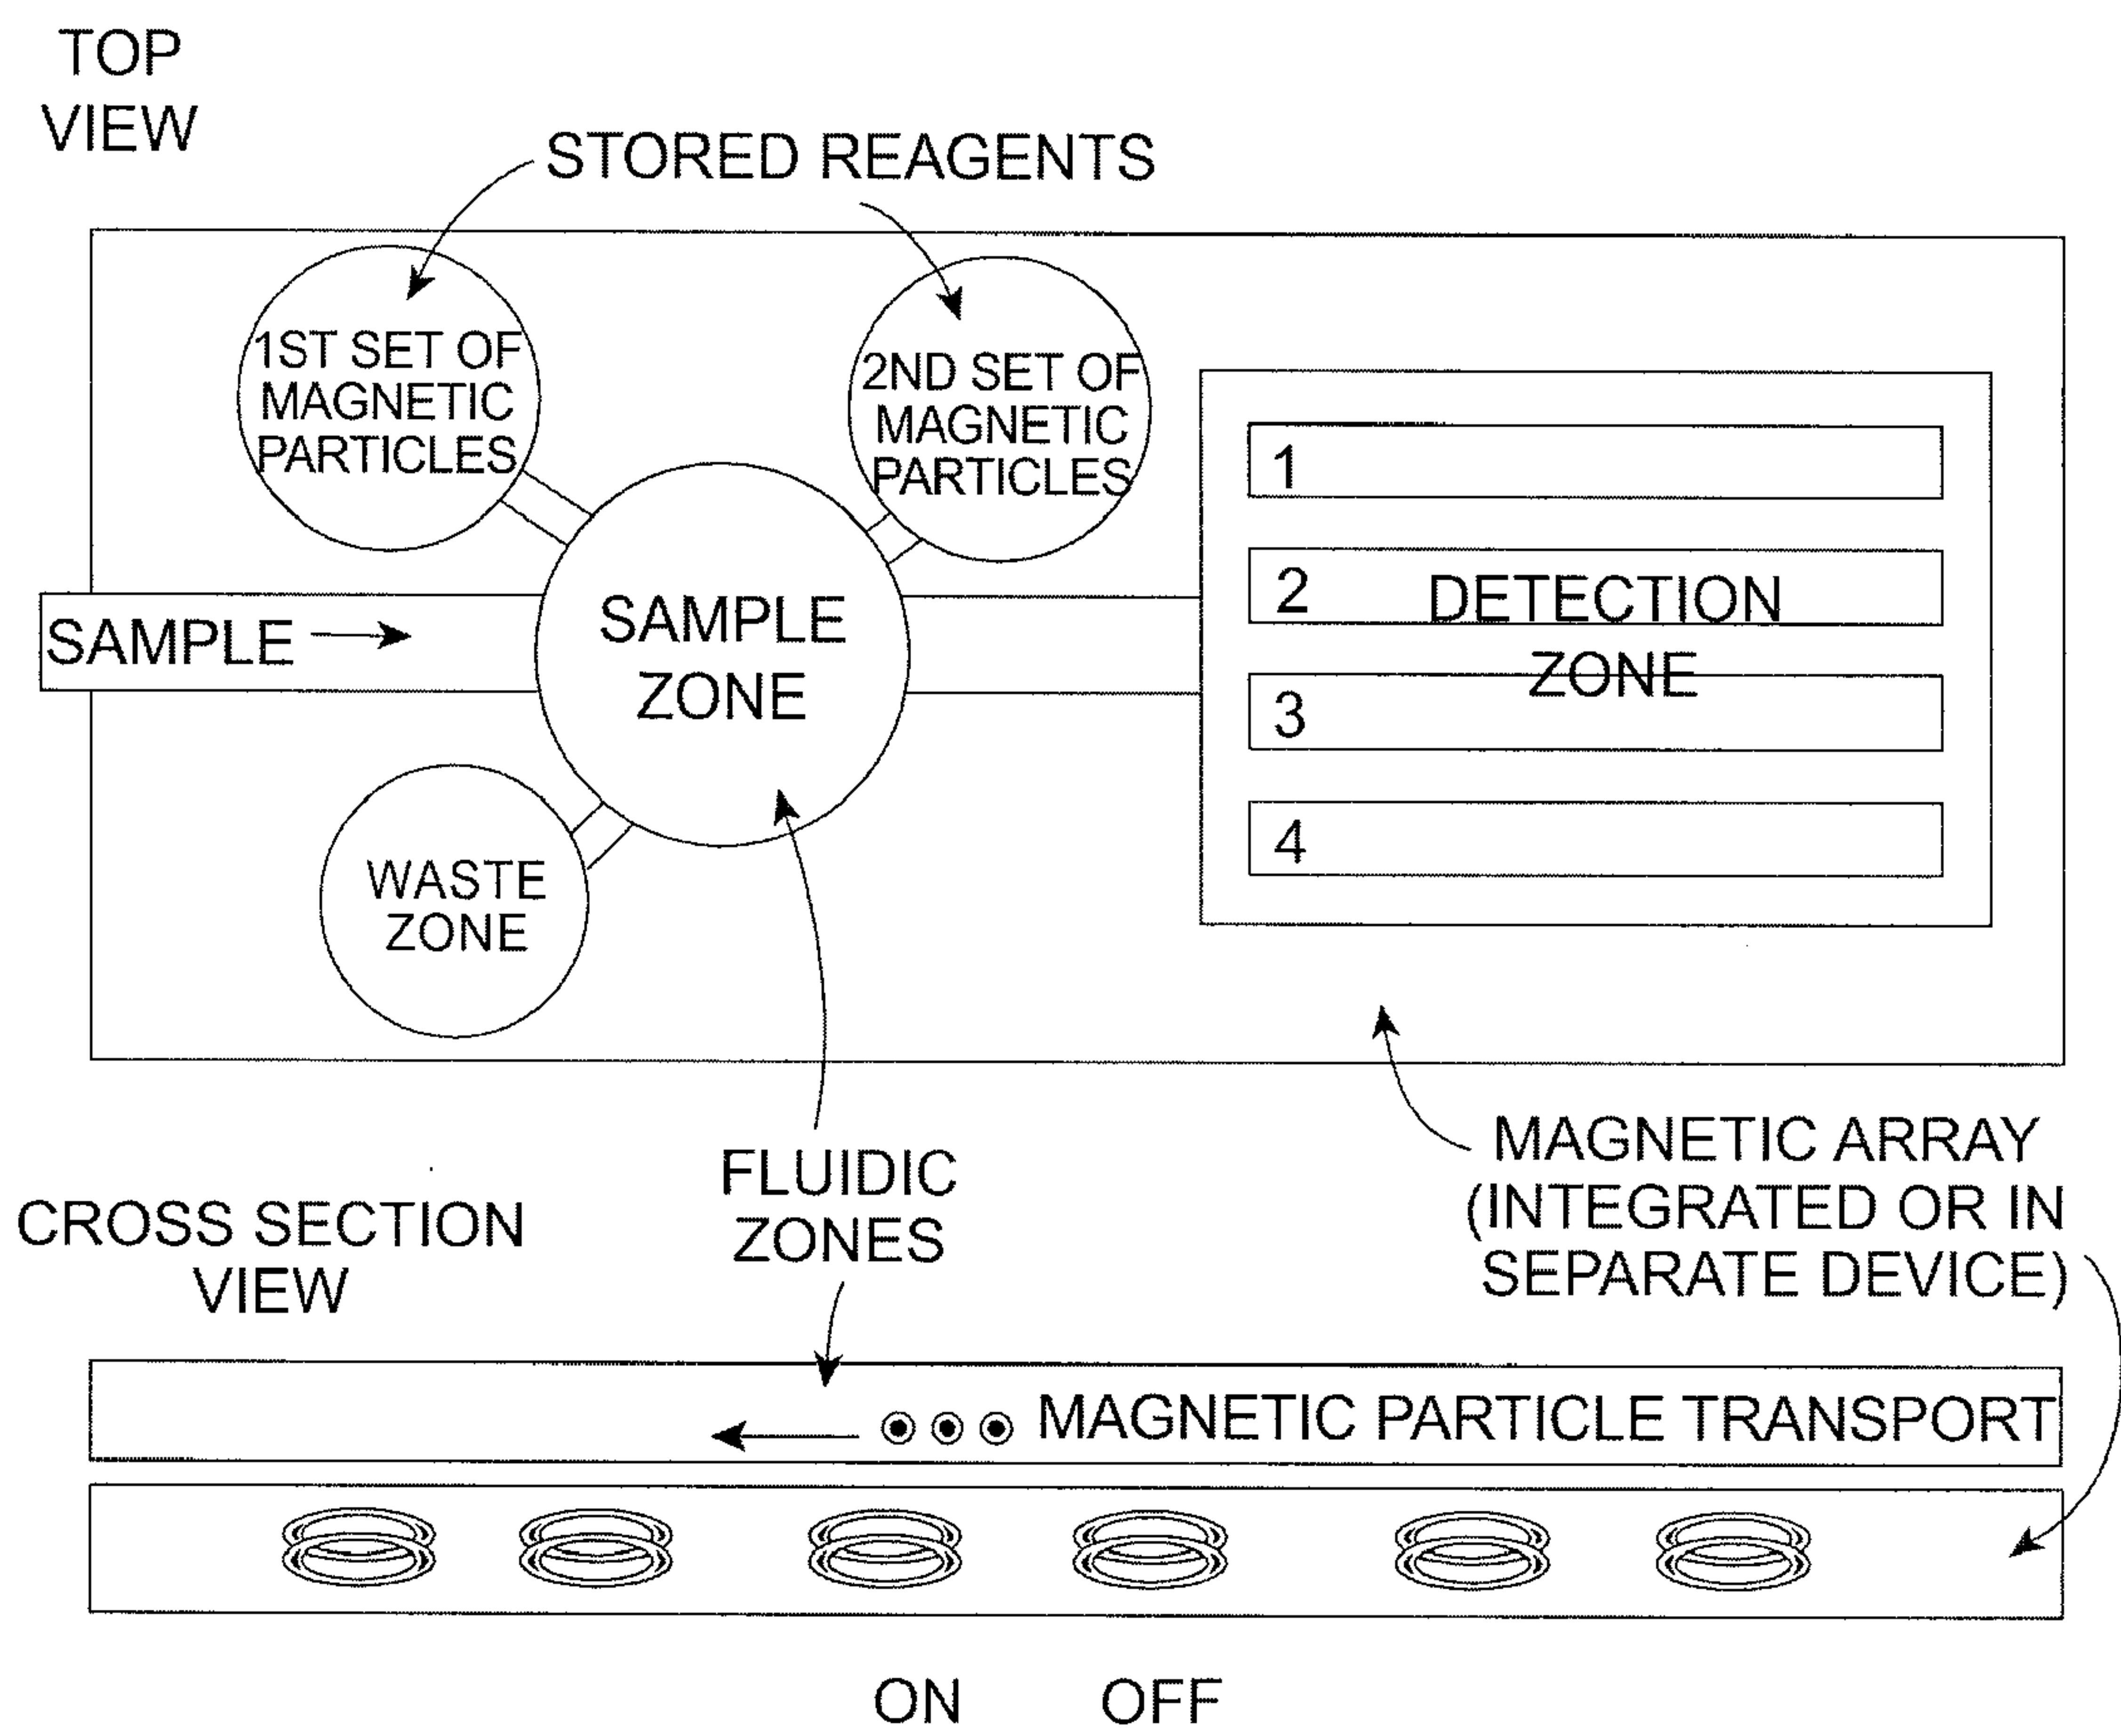 TOP
VIEW
STORED REAGENTS
1ST SET OF
MAGNETIC
PARTICLES
2ND SET OF
MAGNETIC
PARTICLES
SAMPLE
SAMPLE
ZONE
1
2
3
4
DETECTION
ZONE
WASTE
ZONE
FLUIDIC
ZONES
MAGNETIC ARRAY
(INTEGRATED OR IN
SEPARATE DEVICE)
CROSS SECTION
VIEW
MAGNETIC PARTICLE TRANSPORT
ON OFF